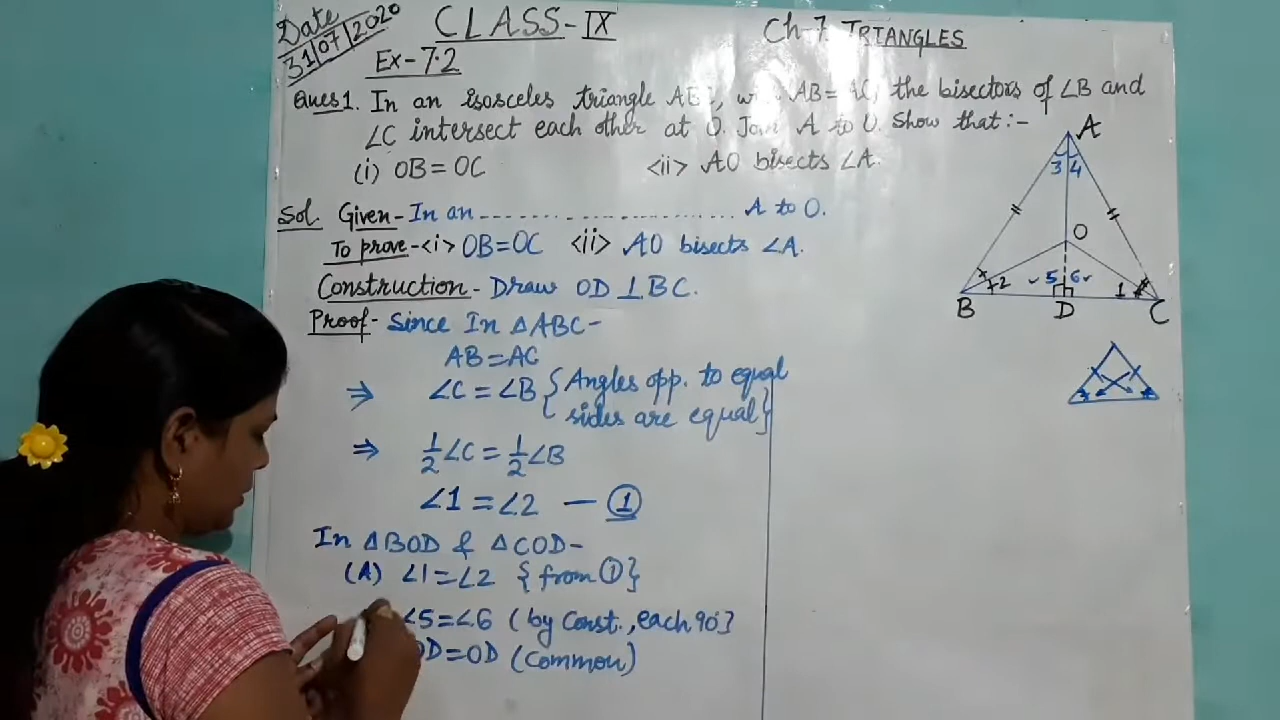 Date
31/07/2020
CLASS-IX
Ch-7. TRIANGLES
Ex-7.2
Ques1. In an isosceles triangle AB , w AB=AC, the bisectors of ∠B and
∠C intersect each other at O. Join A to O. Show that:-
(i) OB=OC <ii> AO bisects ∠A.
Sol. Given- In an --------------- A to O.
To prove-<i> OB=OC <ii> AO bisects ∠A.
Construction- Draw OD ⊥ BC.
Proof- Since In △ABC-
AB=AC
⇒ ∠C=∠B {Angles opp. to equal
sides are equal}
⇒ 1/2∠C=1/2∠B
∠1=∠2 — ①
In △BOD & △COD-
(A) ∠1=∠2 {from ①}
∠5=∠6 (by Const., each 90°]
OD=OD (Common)
A
3 4
O
2 5 6 1
B D C